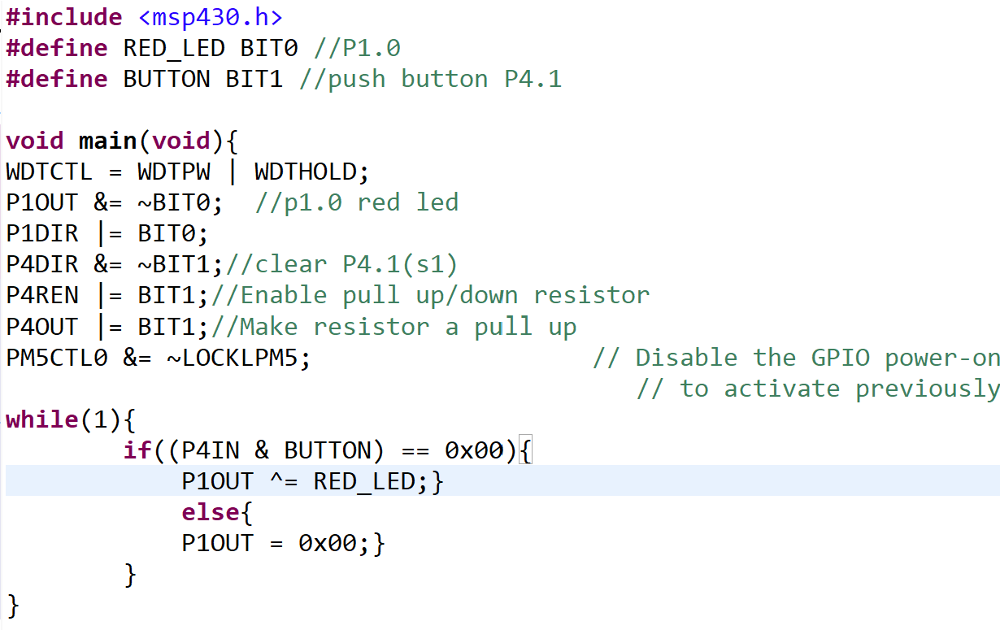 #include <msp430.h>
#define RED_LED BIT0 //P1.0
#define BUTTON BIT1 //push button P4.1
void main(void){
WDTCTL = WDTPW | WDTHOLD;
P1OUT &= ~BIT0;  //p1.0 red led
P1DIR |= BIT0;
P4DIR &= ~BIT1;//clear P4.1(s1)
P4REN |= BIT1;//Enable pull up/down resistor
P4OUT |= BIT1;//Make resistor a pull up
PM5CTL0 &= ~LOCKLPM5;                   // Disable the GPIO power-on
                                           // to activate previously
while(1){
        if((P4IN & BUTTON) == 0x00){
            P1OUT ^= RED_LED;}
            else{
            P1OUT = 0x00;}
        }
}